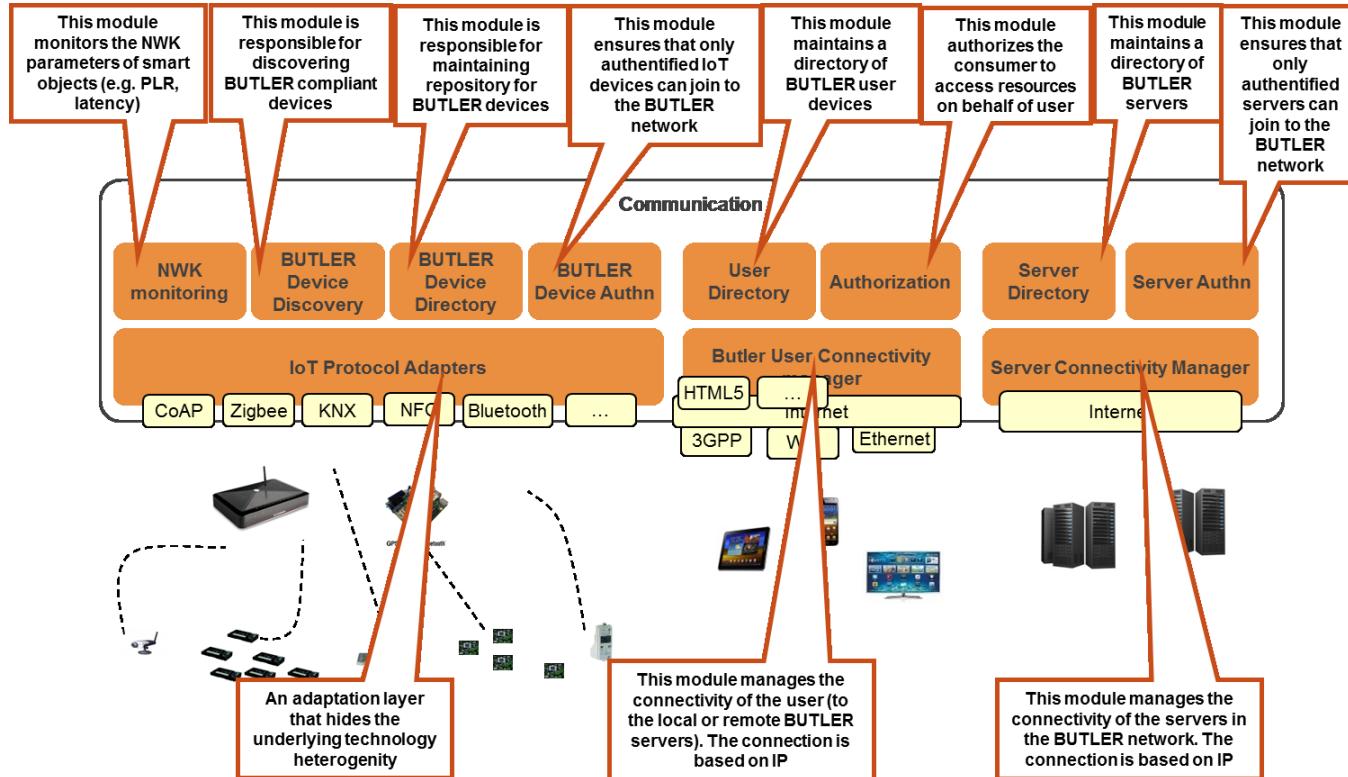 This module
monitors the NWK
parameters of smart
objects (e.g. PLR,
latency)
This module is
responsible for
discovering
BUTLER compliant
devices
This module is
responsible for
maintaining
repository for
BUTLER devices
This module
ensures that only
authentified IoT
devices can join to
the BUTLER
network
This module
maintains a
directory of
BUTLER user
devices
This module
authorizes the
consumer to
access resources
on behalf of user
This module
maintains a
directory of
BUTLER
servers
This module
ensures that
only
authentified
servers can
join to the
BUTLER
network
Communication
NWK
monitoring
BUTLER
Device
Discovery
BUTLER
Device
Directory
BUTLER
Device Authn
User
Directory
Authorization
Server
Directory
Server Authn
IoT Protocol Adapters
Butler User Connectivity
manager
Server Connectivity Manager
CoAP
Zigbee
KNX
NFC
Bluetooth
…
HTML5
…
Internet
3GPP
Ethernet
Internet
An adaptation layer
that hides the
underlying technology
heterogenity
This module manages the
connectivity of the user (to
the local or remote BUTLER
servers). The connection is
based on IP
This module manages the
connectivity of the servers in
the BUTLER network. The
connection is based on IP